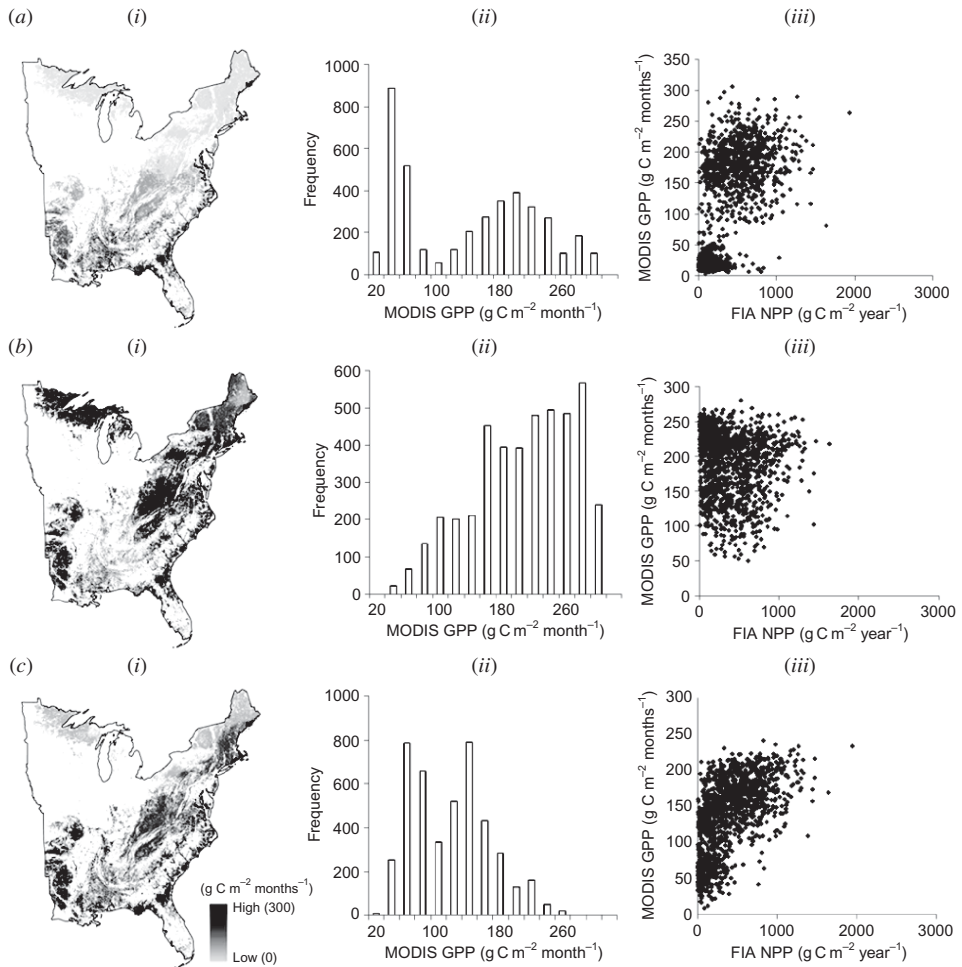 (a) (i) (ii) (iii)
1000
800
600
400
200
0
Frequency
20 100 180 260
MODIS GPP (g C m−2 month−1)
350
300
250
200
150
100
50
0
MODIS GPP (g C m−2 months−1)
0 1000 2000 3000
FIA NPP (g C m−2 year−1)
(b) (i) (ii) (iii)
600
500
400
300
200
100
0
Frequency
20 100 180 260
MODIS GPP (g C m−2 month−1)
300
250
200
150
100
50
0
MODIS GPP (g C m−2 months−1)
0 1000 2000 3000
FIA NPP (g C m−2 year−1)
(c) (i) (ii) (iii)
(g C m−2 months−1)
High (300)
Low (0)
1000
800
600
400
200
0
Frequency
20 100 180 260
MODIS GPP (g C m−2 month−1)
300
250
200
150
100
50
0
MODIS GPP (g C m−2 months−1)
0 1000 2000 3000
FIA NPP (g C m−2 year−1)